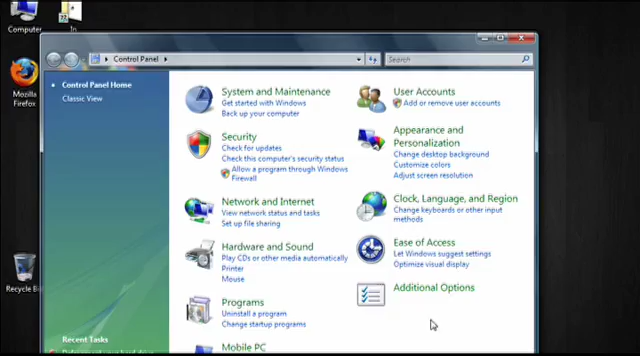 Computer
In
Mozilla
Firefox
Control Panel
Search
Control Panel Home
Classic View
System and Maintenance
Get started with Windows
Back up your computer
Security
Check for updates
Check this computer's security status
Allow a program through Windows
Firewall
Network and Internet
View network status and tasks
Set up file sharing
Hardware and Sound
Play CDs or other media automatically
Printer
Mouse
Programs
Uninstall a program
Change startup programs
Mobile PC
User Accounts
Add or remove user accounts
Appearance and
Personalization
Change desktop background
Customize colors
Adjust screen resolution
Clock, Language, and Region
Change keyboards or other input
methods
Ease of Access
Let Windows suggest settings
Optimize visual display
Additional Options
Recycle Bi
Recent Tasks